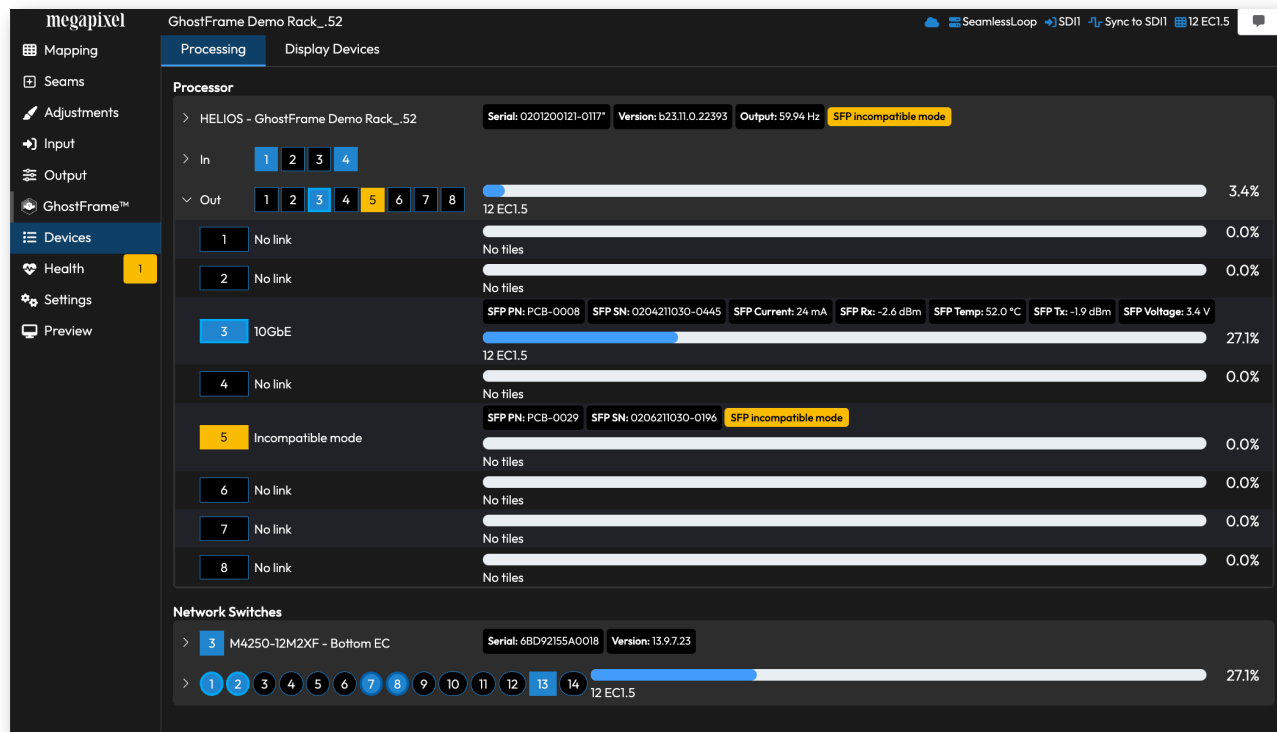 megapixel
GhostFrame Demo Rack_.52
SeamlessLoop SDI1 Sync to SDI1 12 EC1.5
Mapping
Seams
Adjustments
Input
Output
GhostFrame™
Devices
Health 1
Settings
Preview
Processing Display Devices
Processor
HELIOS - GhostFrame Demo Rack_.52 Serial: 0201200121-0117" Version: b23.11.0.22393 Output: 59.94 Hz SFP incompatible mode
In 1 2 3 4
Out 1 2 3 4 5 6 7 8 3.4%
12 EC1.5
1 No link 0.0%
No tiles
2 No link 0.0%
No tiles
SFP PN: PCB-0008 SFP SN: 0204211030-0445 SFP Current: 24 mA SFP Rx: -2.6 dBm SFP Temp: 52.0 °C SFP Tx: -1.9 dBm SFP Voltage: 3.4 V
3 10GbE 27.1%
12 EC1.5
4 No link 0.0%
No tiles
SFP PN: PCB-0029 SFP SN: 0206211030-0196 SFP incompatible mode
5 Incompatible mode 0.0%
No tiles
6 No link 0.0%
No tiles
7 No link 0.0%
No tiles
8 No link 0.0%
No tiles
Network Switches
3 M4250-12M2XF - Bottom EC Serial: 6BD92155A0018 Version: 13.9.7.23
1 2 3 4 5 6 7 8 9 10 11 12 13 14 27.1%
12 EC1.5